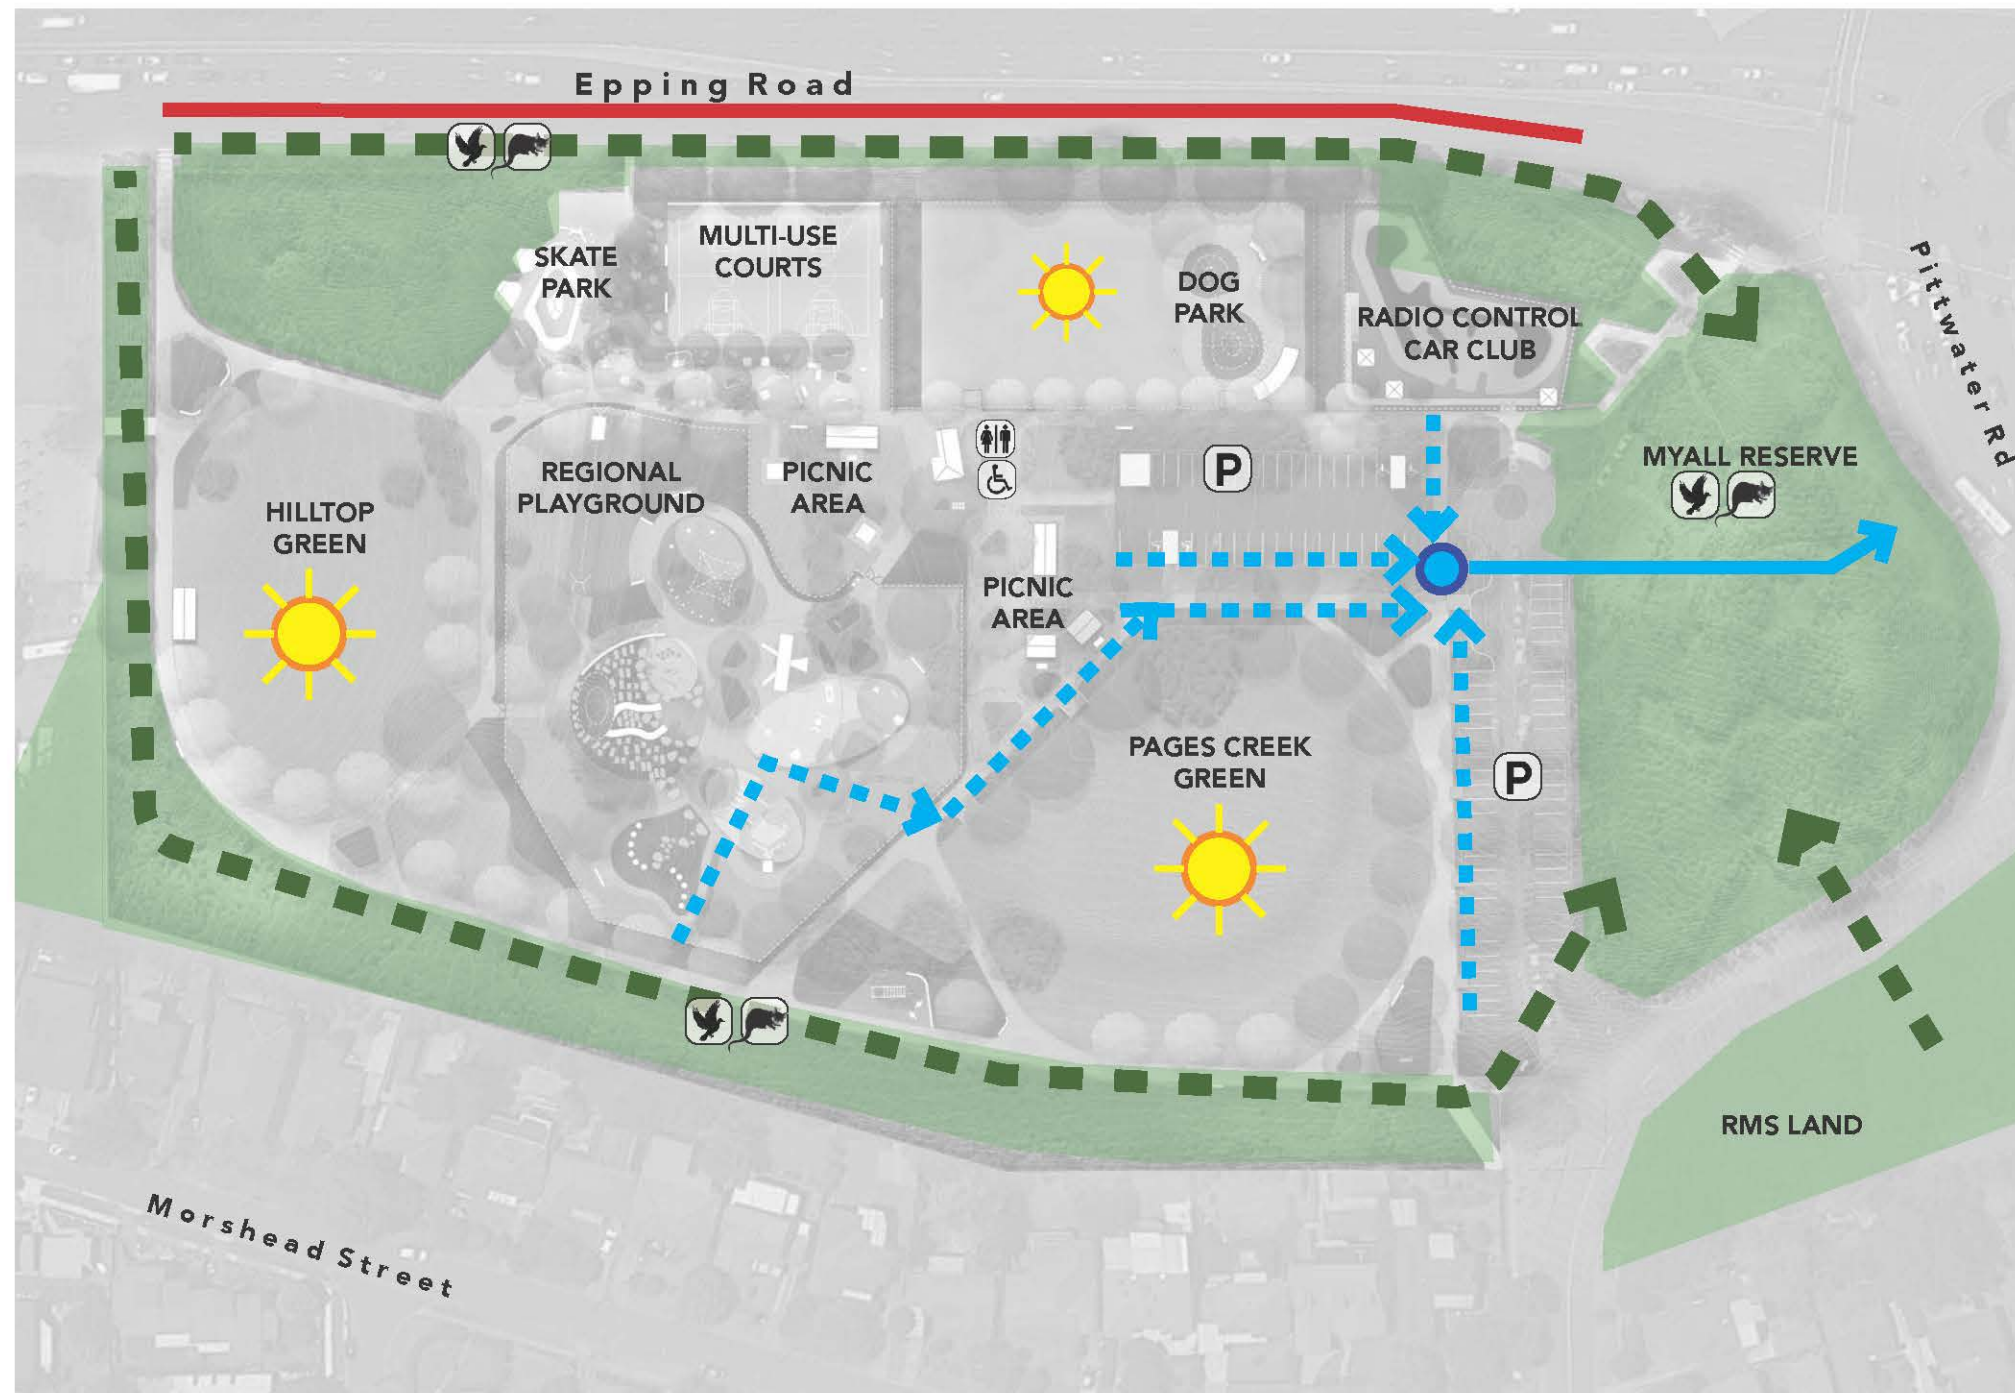 Epping Road
SKATE
PARK
MULTI-USE
COURTS
DOG
PARK
RADIO CONTROL
CAR CLUB
Pittwater Rd
HILLTOP
GREEN
REGIONAL
PLAYGROUND
PICNIC
AREA
P
MYALL RESERVE
PICNIC
AREA
PAGES CREEK
GREEN
P
RMS LAND
Morshead Street